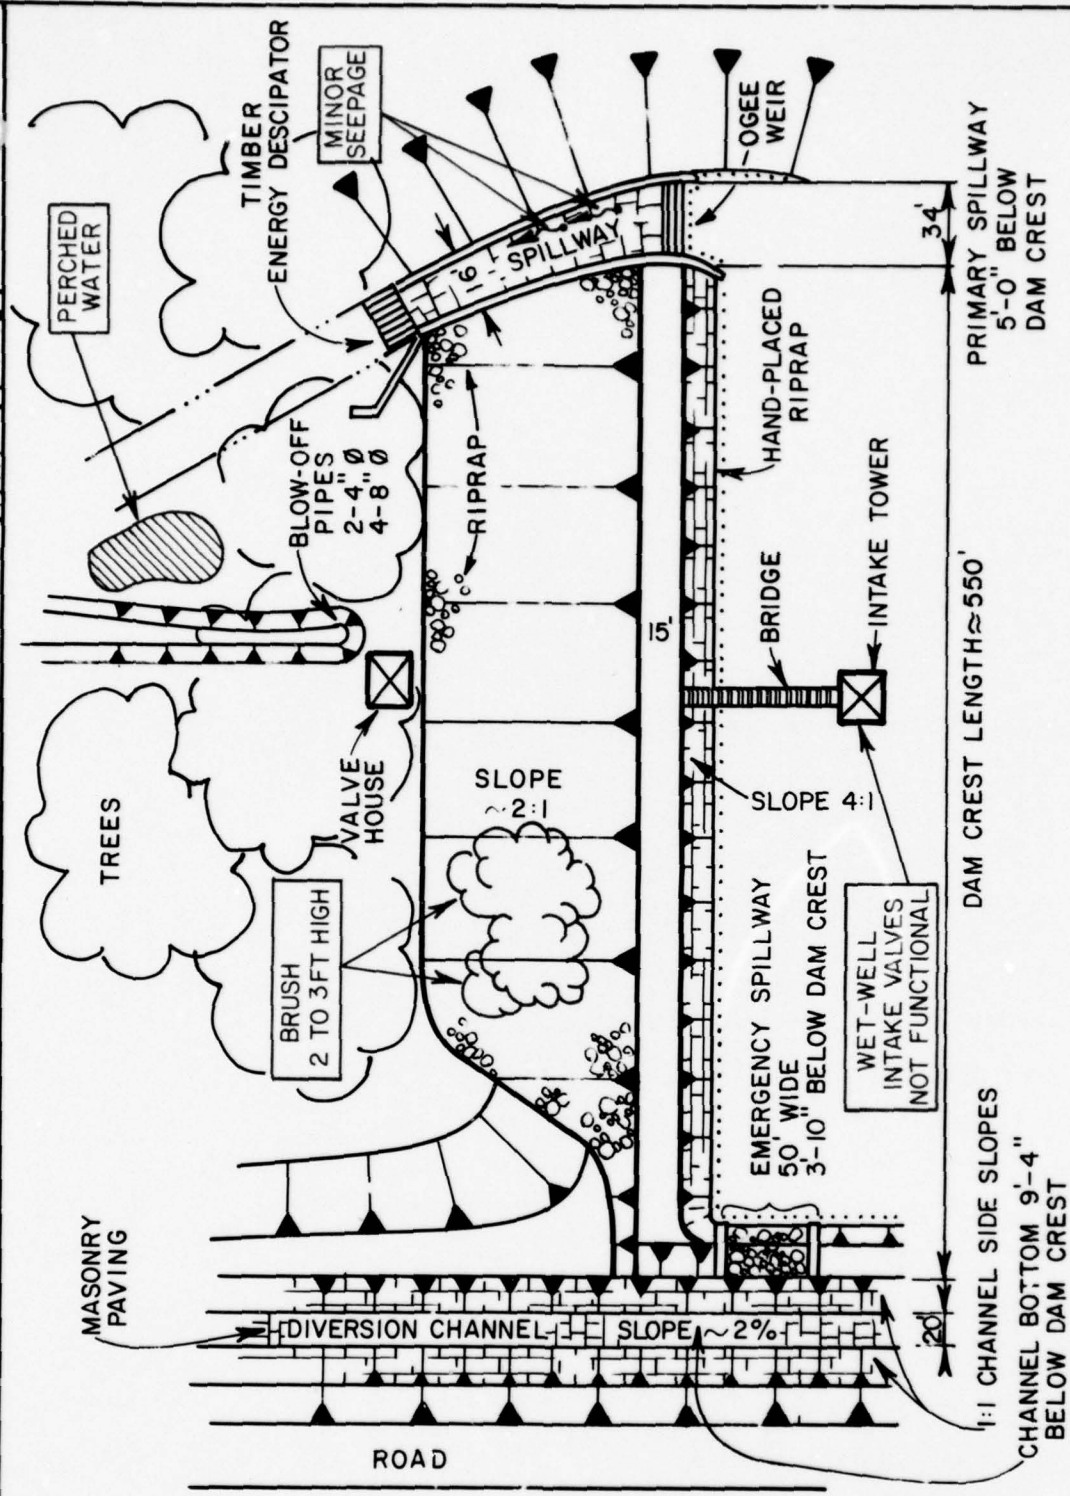 MASONRY
PAVING
TREES
BRUSH
2 TO 3FT HIGH
VALVE
HOUSE
BLOW-OFF
PIPES
2-4" Ø
4-8" Ø
PERCHED
WATER
TIMBER
ENERGY DESCIPATOR
MINOR
SEEPAGE
SPILLWAY
OGEE
WEIR
RIPRAP
SLOPE
~2:1
15'
HAND-PLACED
RIPRAP
BRIDGE
INTAKE TOWER
SLOPE 4:1
EMERGENCY SPILLWAY
50' WIDE
3'-10" BELOW DAM CREST
WET-WELL
INTAKE VALVES
NOT FUNCTIONAL
DIVERSION CHANNEL
SLOPE ~2%
ROAD
20'
DAM CREST LENGTH≈550'
34'
PRIMARY SPILLWAY
5'-0" BELOW
DAM CREST
1:1 CHANNEL SIDE SLOPES
CHANNEL BOTTOM 9'-4"
BELOW DAM CREST